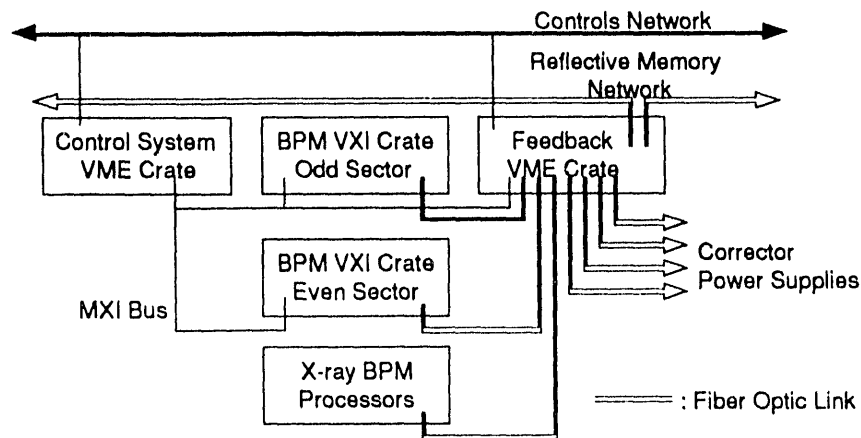 Controls Network
Reflective Memory
Network
Control System
VME Crate
BPM VXI Crate
Odd Sector
Feedback
VME Crate
BPM VXI Crate
Even Sector
Corrector
Power Supplies
MXI Bus
X-ray BPM
Processors
: Fiber Optic Link